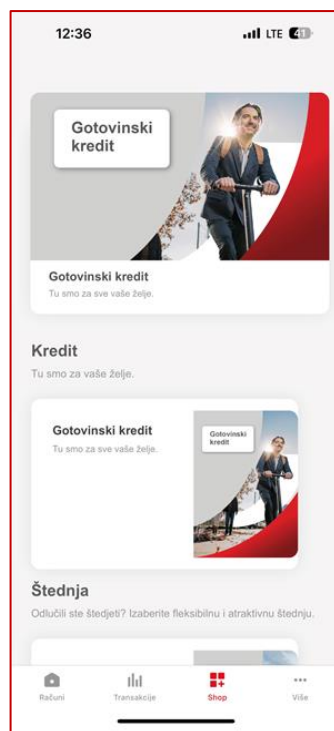 12:36
LTE 41
Gotovinski
kredit
Gotovinski kredit
Tu smo za sve vaše želje.
Kredit
Tu smo za vaše želje.
Gotovinski kredit
Tu smo za sve vaše želje.
Gotovinski
kredit
Štednja
Odlučili ste štedjeti? Izaberite fleksibilnu i atraktivnu štednju.
Računi
Transakcije
Shop
Više